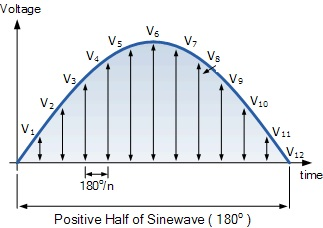 Voltage
V1
V2
V3
V4
V5
V6
V7
V8
V9
V10
V11
V12
180°/n
time
Positive Half of Sinewave ( 180° )